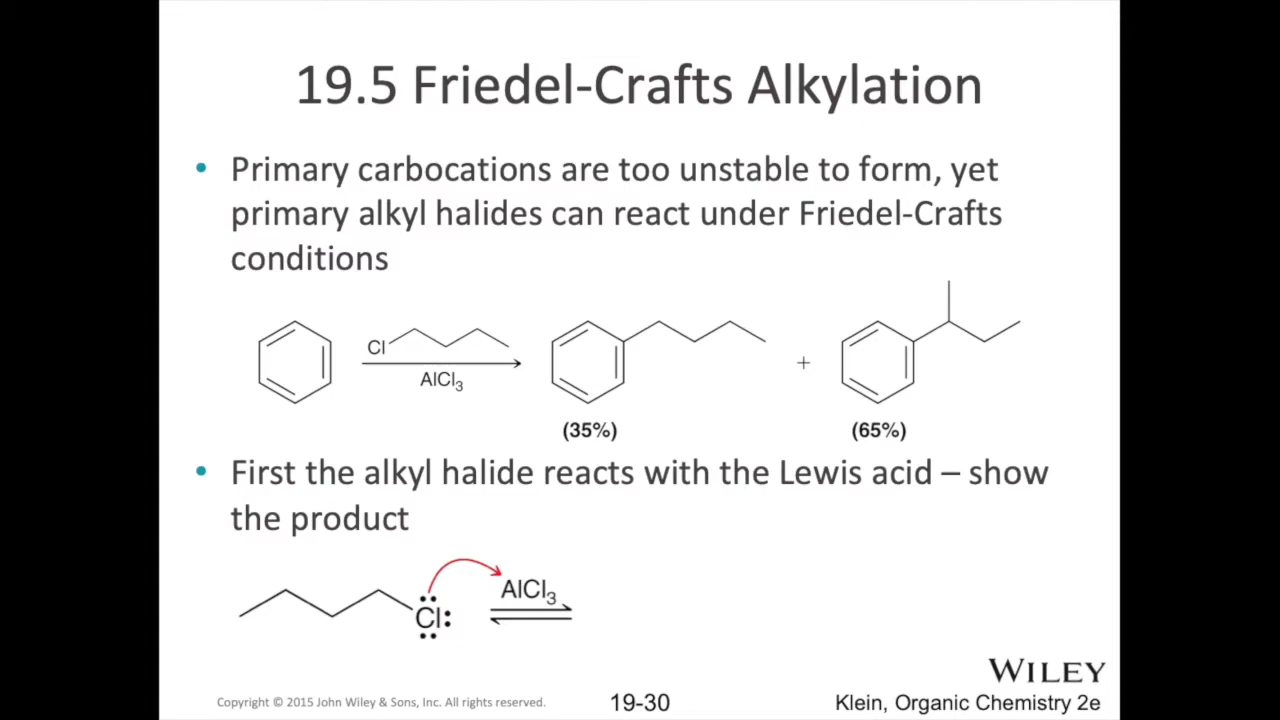 19.5 Friedel-Crafts Alkylation
• Primary carbocations are too unstable to form, yet
primary alkyl halides can react under Friedel-Crafts
conditions
Cl
AlCl₃
+
(35%)
(65%)
• First the alkyl halide reacts with the Lewis acid – show
the product
Cl
AlCl₃
WILEY
Copyright © 2015 John Wiley & Sons, Inc. All rights reserved.
19-30
Klein, Organic Chemistry 2e